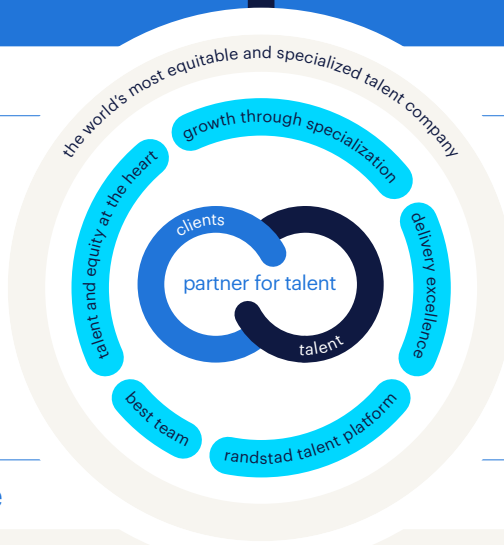 the world's most equitable and specialized talent company
growth through specialization
delivery excellence
randstad talent platform
best team
talent and equity at the heart
clients
partner for talent
talent
e